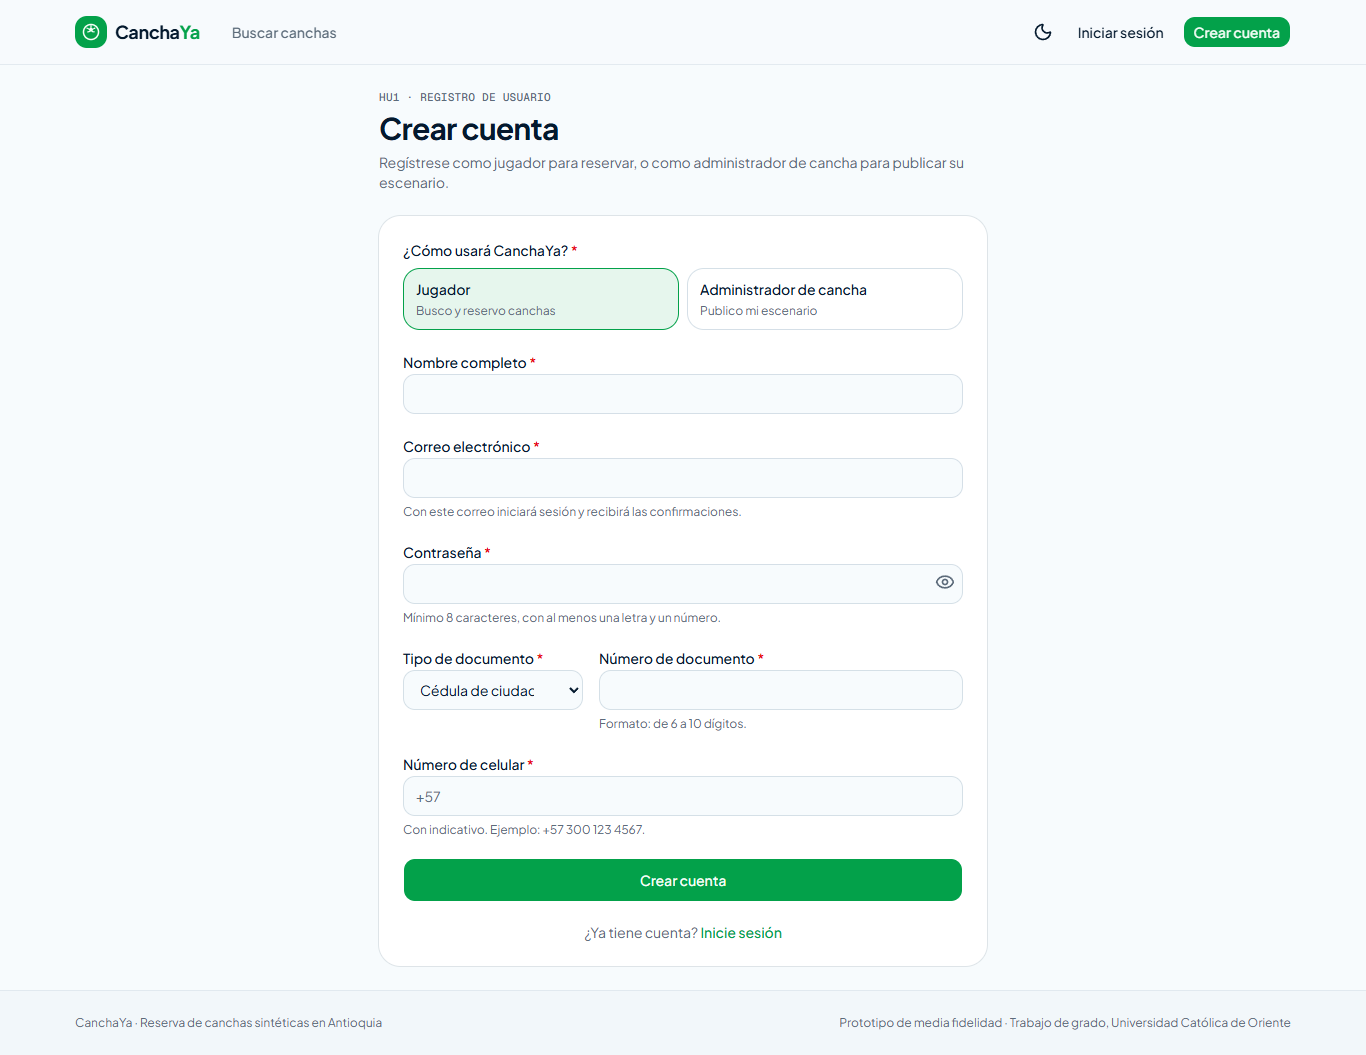 CanchaYa
Buscar canchas
Iniciar sesión
Crear cuenta
HU1 · REGISTRO DE USUARIO
Crear cuenta
Regístrese como jugador para reservar, o como administrador de cancha para publicar su
escenario.
¿Cómo usará CanchaYa? *
Jugador
Busco y reservo canchas
Administrador de cancha
Publico mi escenario
Nombre completo *
Correo electrónico *
Con este correo iniciará sesión y recibirá las confirmaciones.
Contraseña *
Mínimo 8 caracteres, con al menos una letra y un número.
Tipo de documento *
Cédula de ciudac
Número de documento *
Formato: de 6 a 10 dígitos.
Número de celular *
+57
Con indicativo. Ejemplo: +57 300 123 4567.
Crear cuenta
¿Ya tiene cuenta? Inicie sesión
CanchaYa · Reserva de canchas sintéticas en Antioquia
Prototipo de media fidelidad · Trabajo de grado, Universidad Católica de Oriente